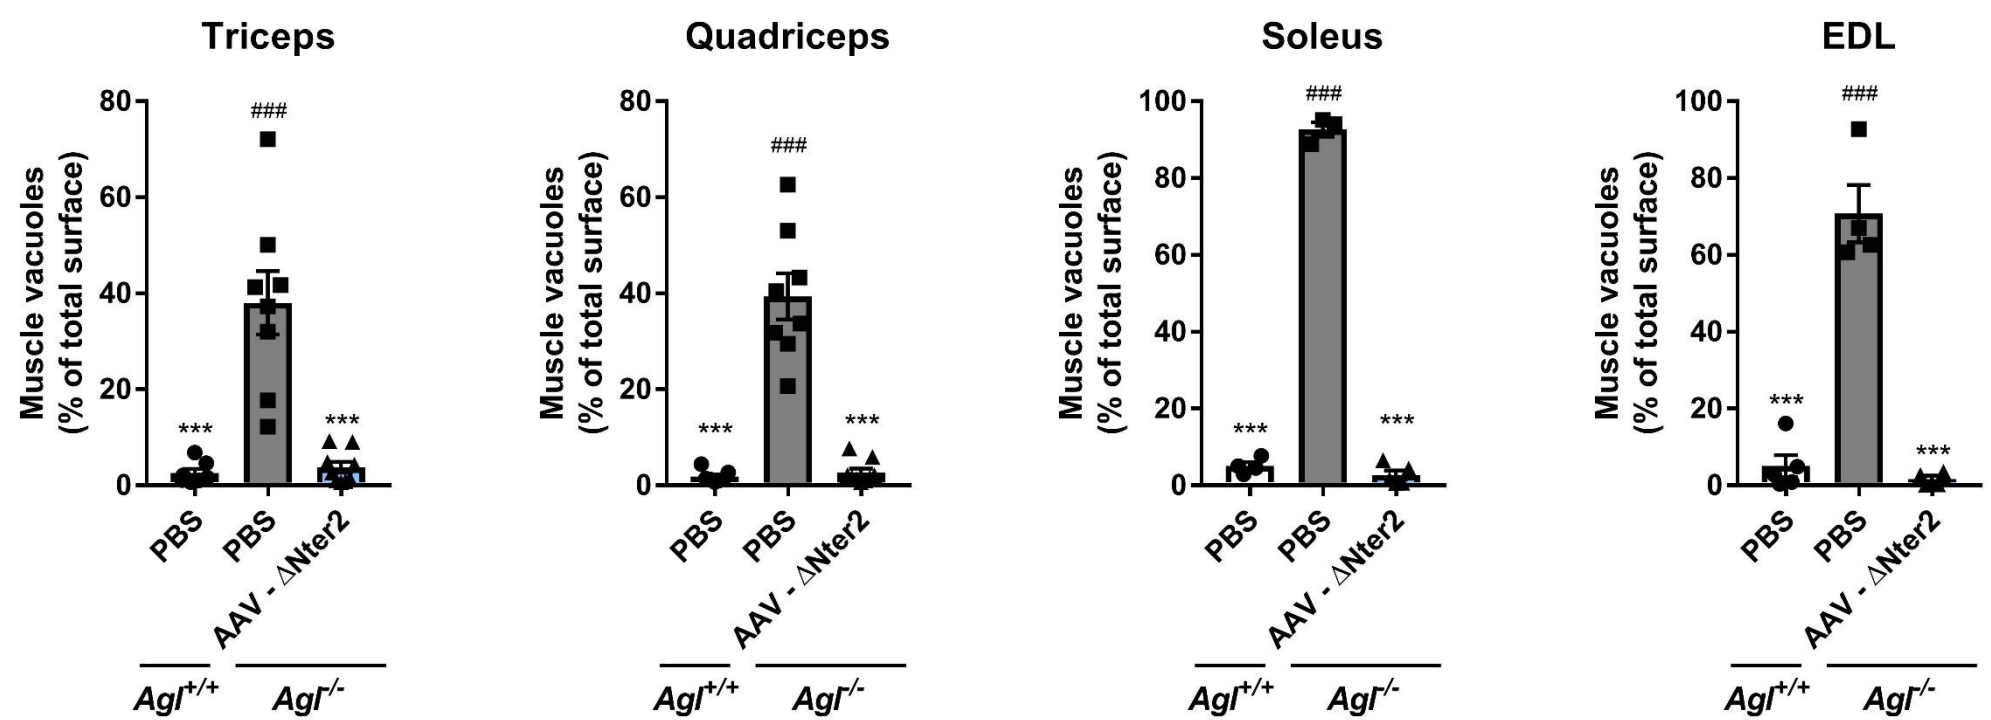 Triceps
Muscle vacuoles
(% of total surface)
80
60
40
20
0
***
###
***
PBS
PBS
AAV - ΔNter2
Agl+/+
Agl-/-
Quadriceps
Muscle vacuoles
(% of total surface)
80
60
40
20
0
***
###
***
PBS
PBS
AAV - ΔNter2
Agl+/+
Agl-/-
Soleus
Muscle vacuoles
(% of total surface)
100
80
60
40
20
0
***
###
***
PBS
PBS
AAV - ΔNter2
Agl+/+
Agl-/-
EDL
Muscle vacuoles
(% of total surface)
100
80
60
40
20
0
***
###
***
PBS
PBS
AAV - ΔNter2
Agl+/+
Agl-/-